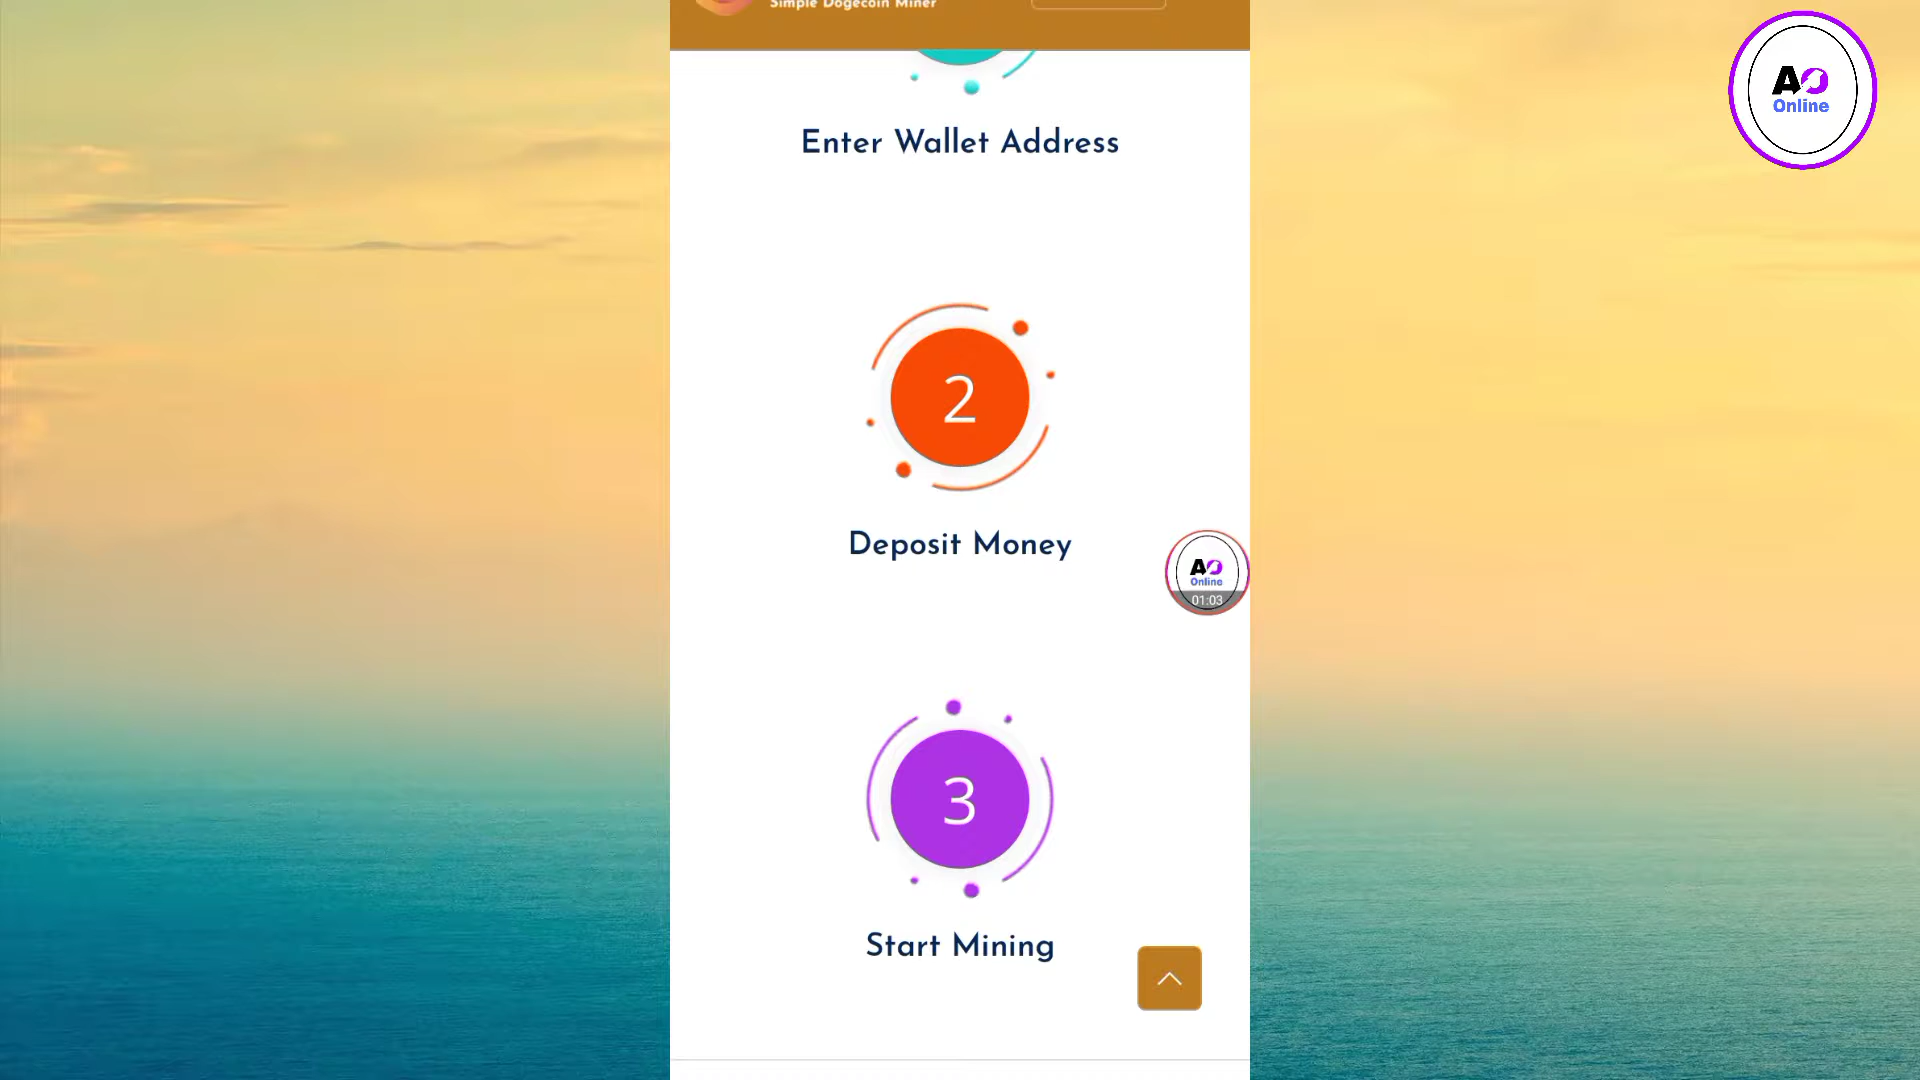 Simple Dogecoin Miner
AO
Online
Enter Wallet Address
2
Deposit Money
AO
Online
01:03
3
Start Mining